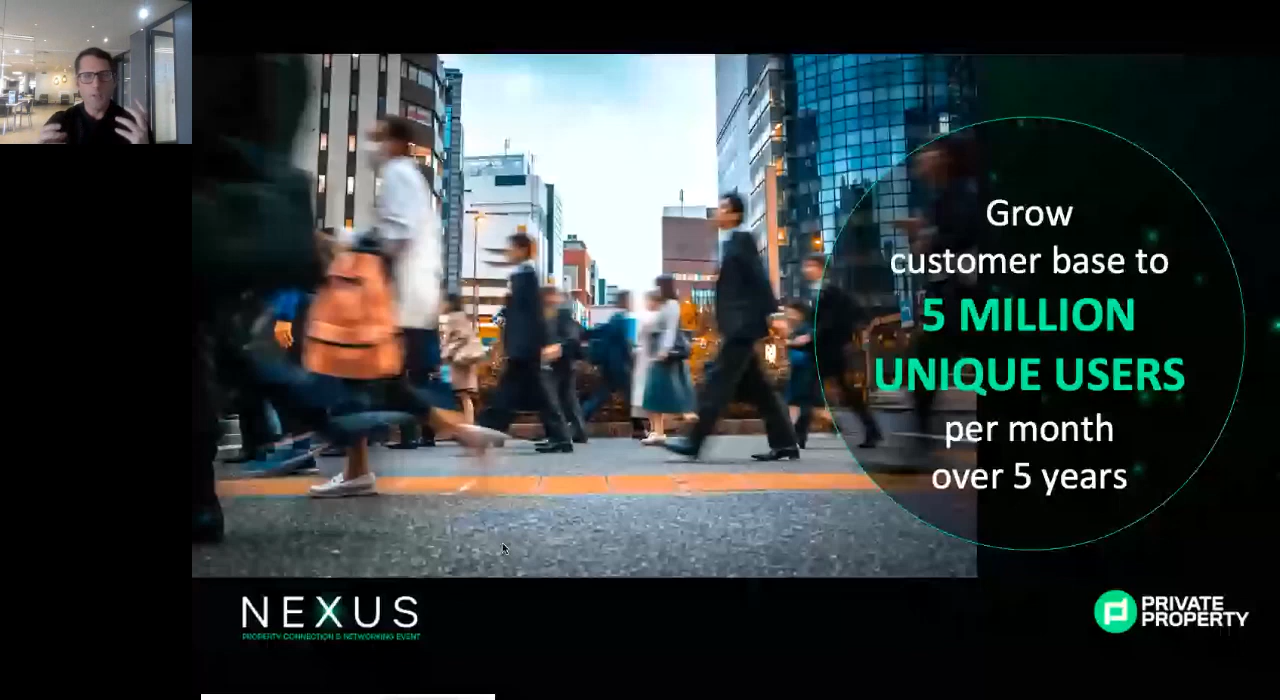 Grow
customer base to
5 MILLION
UNIQUE USERS
per month
over 5 years
NEXUS
PROPERTY CONNECTION & NETWORKING EVENT
PRIVATE
PROPERTY